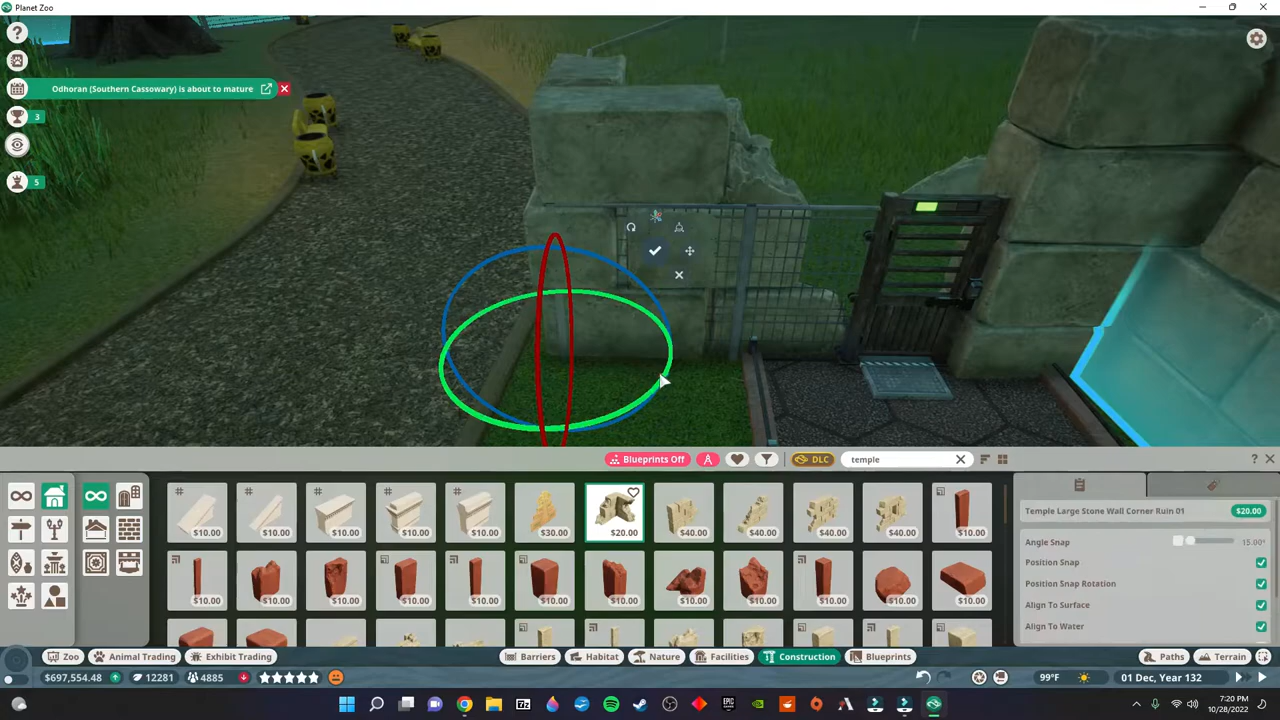 Planet Zoo
Odhoran (Southern Cassowary) is about to mature
3
5
Blueprints Off
DLC
temple
$10.00 $10.00 $10.00 $10.00 $10.00 $30.00 $20.00 $40.00 $40.00 $40.00 $40.00 $10.00
$10.00 $10.00 $10.00 $10.00 $10.00 $10.00 $10.00 $10.00 $10.00 $10.00 $10.00 $10.00
Temple Large Stone Wall Corner Ruin 01 $20.00
Angle Snap 15.00°
Position Snap
Position Snap Rotation
Align To Surface
Align To Water
Zoo Animal Trading Exhibit Trading Barriers Habitat Nature Facilities Construction Blueprints Paths Terrain
$697,554.48 12281 4885 99°F 01 Dec, Year 132
7:20 PM
10/28/2022